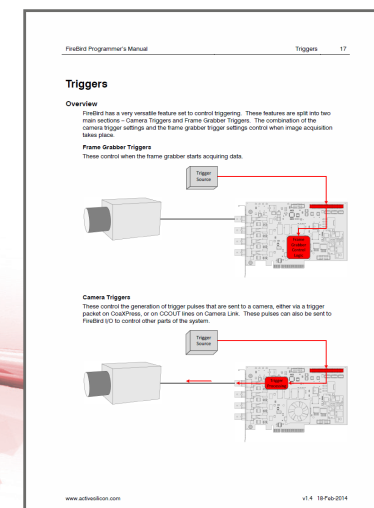 FireBird Programmer's Manual Triggers 17
Triggers
Overview
FireBird has a very versatile feature set to control triggering. These features are split into two
main sections – Camera Triggers and Frame Grabber Triggers. The combination of the
camera trigger settings and the frame grabber trigger settings control when image acquisition
takes place.
Frame Grabber Triggers
These control when the frame grabber starts acquiring data.
Trigger
Source
Camera Triggers
These control the generation of trigger pulses that are sent to a camera, either via a trigger
packet on CoaXPress, or on CCOUT lines on Camera Link. These pulses can also be sent to
FireBird I/O to control other parts of the system.
Trigger
Source
Trigger
www.activesilicon.com v1.4 18-Feb-2014